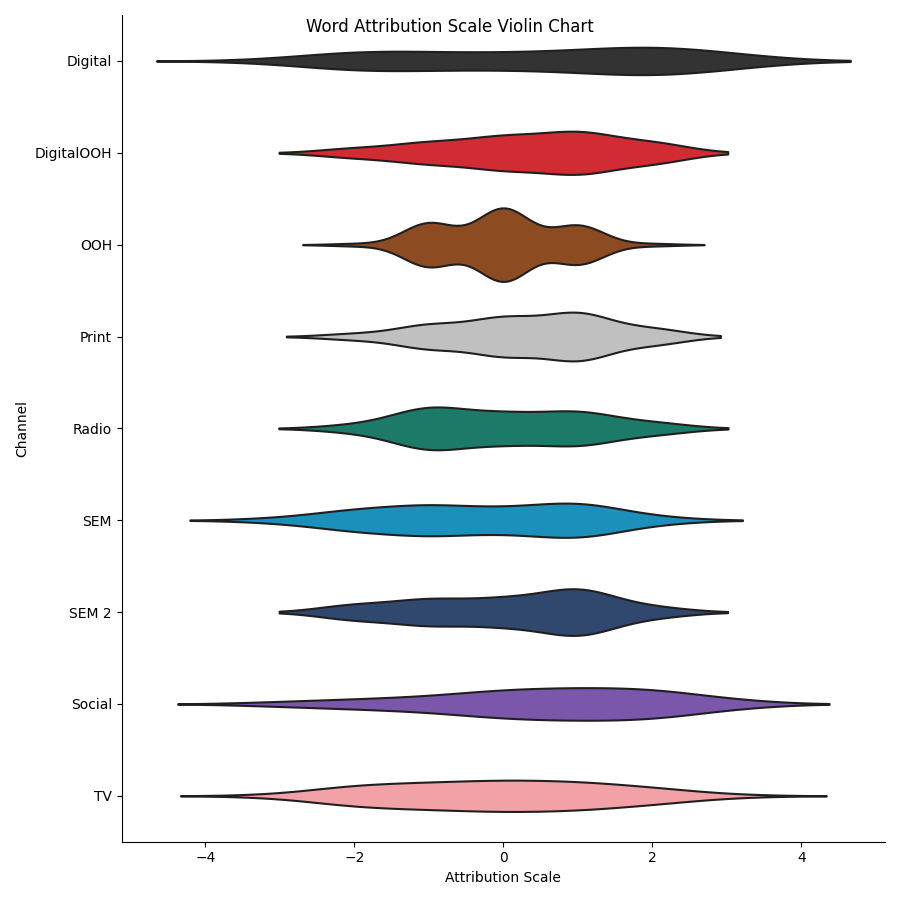 Word Attribution Scale Violin Chart
Digital
DigitalOOH
OOH
Print
Radio
SEM
SEM 2
Social
TV
Channel
−4 −2 0 2 4
Attribution Scale